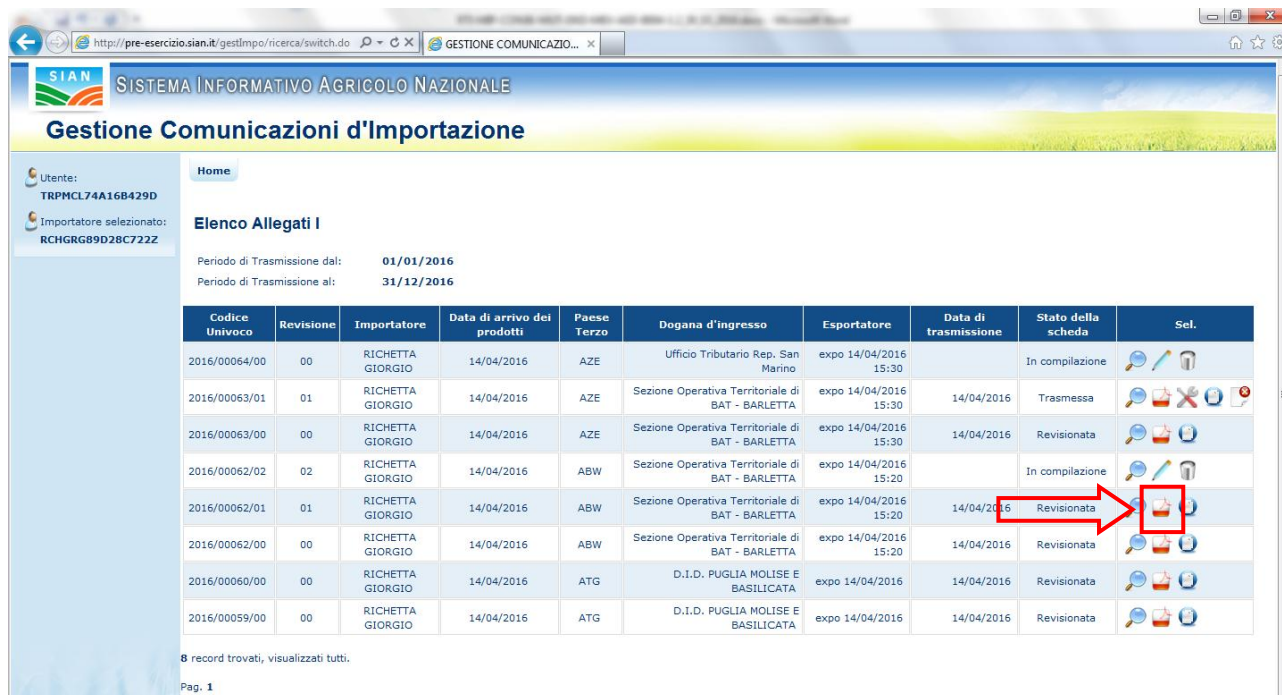 http://pre-esercizio.sian.it/gestImpo/ricerca/switch.do
GESTIONE COMUNICAZIO...
SIAN
SISTEMA INFORMATIVO AGRICOLO NAZIONALE
Gestione Comunicazioni d'Importazione
Utente:
TRPMCL74A16B429D
Importatore selezionato:
RCHGRG89D28C722Z
Home
Elenco Allegati I
Periodo di Trasmissione dal: 01/01/2016
Periodo di Trasmissione al: 31/12/2016
Codice Univoco Revisione Importatore Data di arrivo dei prodotti Paese Terzo Dogana d'ingresso Esportatore Data di trasmissione Stato della scheda Sel.
2016/00064/00 00 RICHETTA GIORGIO 14/04/2016 AZE Ufficio Tributario Rep. San Marino expo 14/04/2016 15:30 In compilazione
2016/00063/01 01 RICHETTA GIORGIO 14/04/2016 AZE Sezione Operativa Territoriale di BAT - BARLETTA expo 14/04/2016 15:30 14/04/2016 Trasmessa
2016/00063/00 00 RICHETTA GIORGIO 14/04/2016 AZE Sezione Operativa Territoriale di BAT - BARLETTA expo 14/04/2016 15:30 14/04/2016 Revisionata
2016/00062/02 02 RICHETTA GIORGIO 14/04/2016 ABW Sezione Operativa Territoriale di BAT - BARLETTA expo 14/04/2016 15:20 In compilazione
2016/00062/01 01 RICHETTA GIORGIO 14/04/2016 ABW Sezione Operativa Territoriale di BAT - BARLETTA expo 14/04/2016 15:20 14/04/2016 Revisionata
2016/00062/00 00 RICHETTA GIORGIO 14/04/2016 ABW Sezione Operativa Territoriale di BAT - BARLETTA expo 14/04/2016 15:20 14/04/2016 Revisionata
2016/00060/00 00 RICHETTA GIORGIO 14/04/2016 ATG D.I.D. PUGLIA MOLISE E BASILICATA expo 14/04/2016 14/04/2016 Revisionata
2016/00059/00 00 RICHETTA GIORGIO 14/04/2016 ATG D.I.D. PUGLIA MOLISE E BASILICATA expo 14/04/2016 14/04/2016 Revisionata
8 record trovati, visualizzati tutti.
Pag. 1